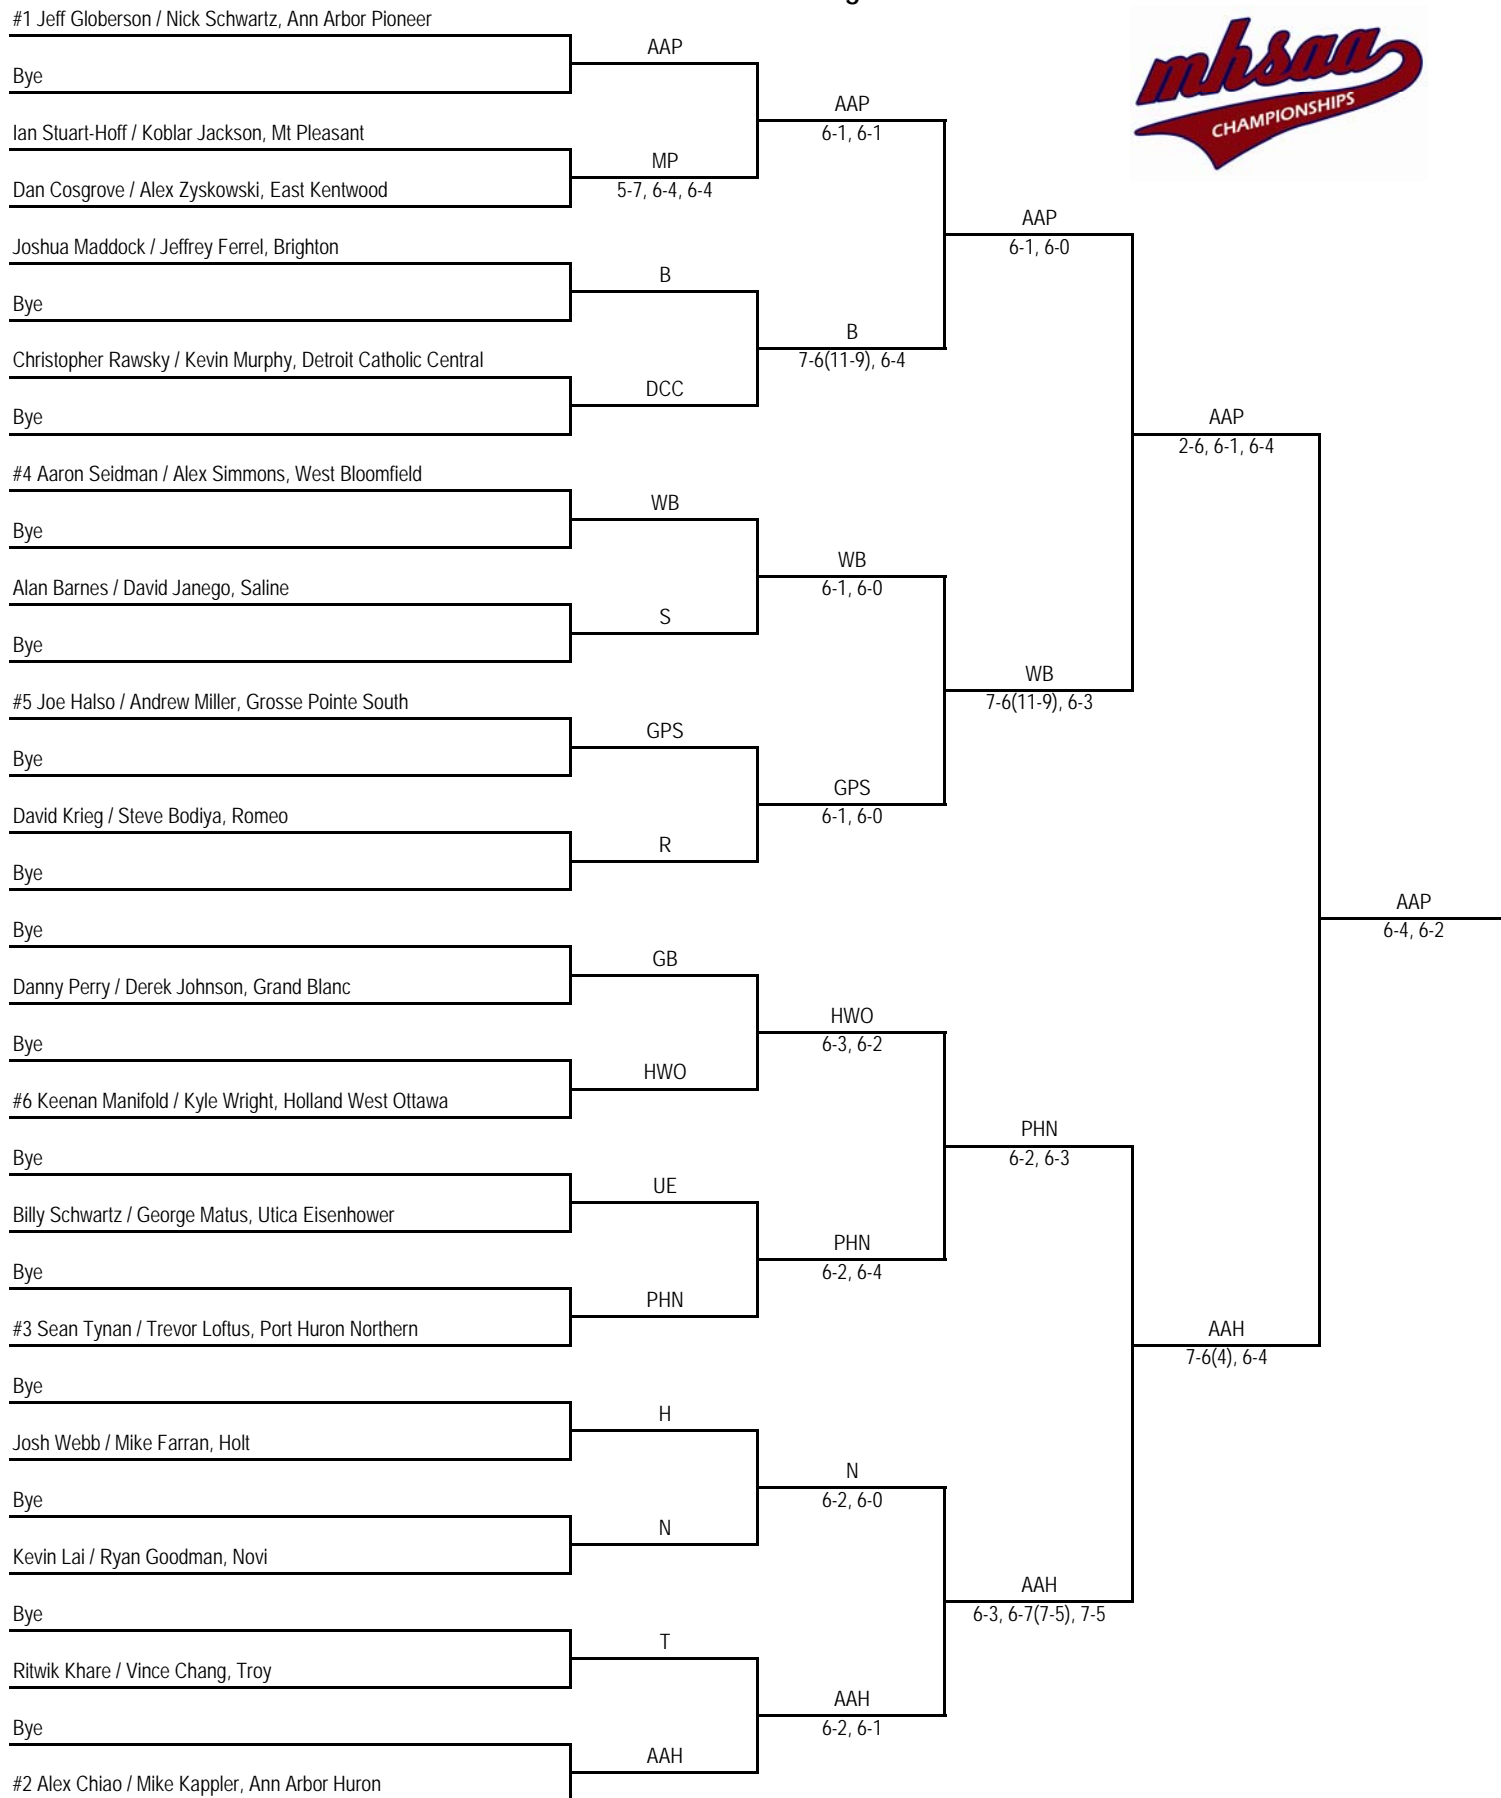 #1 Jeff Globerson / Nick Schwartz, Ann Arbor Pioneer
AAP
Bye
mhsaa
CHAMPIONSHIPS
AAP
6-1, 6-1
Ian Stuart-Hoff / Koblar Jackson, Mt Pleasant
MP
5-7, 6-4, 6-4
Dan Cosgrove / Alex Zyskowski, East Kentwood
AAP
6-1, 6-0
Joshua Maddock / Jeffrey Ferrel, Brighton
B
Bye
B
7-6(11-9), 6-4
Christopher Rawsky / Kevin Murphy, Detroit Catholic Central
DCC
Bye
AAP
2-6, 6-1, 6-4
#4 Aaron Seidman / Alex Simmons, West Bloomfield
WB
Bye
WB
6-1, 6-0
Alan Barnes / David Janego, Saline
S
Bye
WB
7-6(11-9), 6-3
#5 Joe Halso / Andrew Miller, Grosse Pointe South
GPS
Bye
GPS
6-1, 6-0
David Krieg / Steve Bodiya, Romeo
R
Bye
AAP
6-4, 6-2
Bye
GB
Danny Perry / Derek Johnson, Grand Blanc
HWO
6-3, 6-2
Bye
HWO
#6 Keenan Manifold / Kyle Wright, Holland West Ottawa
PHN
6-2, 6-3
Bye
UE
Billy Schwartz / George Matus, Utica Eisenhower
PHN
6-2, 6-4
Bye
PHN
#3 Sean Tynan / Trevor Loftus, Port Huron Northern
AAH
7-6(4), 6-4
Bye
H
Josh Webb / Mike Farran, Holt
N
6-2, 6-0
Bye
N
Kevin Lai / Ryan Goodman, Novi
AAH
6-3, 6-7(7-5), 7-5
Bye
T
Ritwik Khare / Vince Chang, Troy
AAH
6-2, 6-1
Bye
AAH
#2 Alex Chiao / Mike Kappler, Ann Arbor Huron